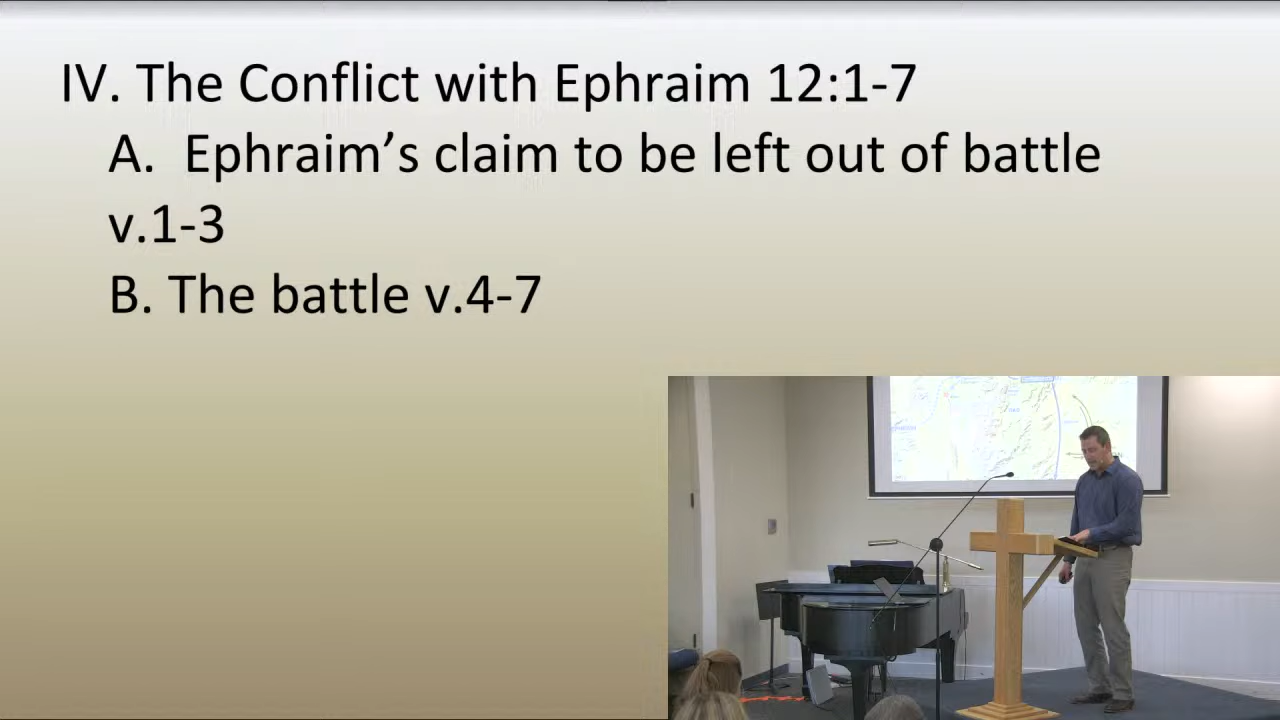 IV. The Conflict with Ephraim 12:1-7
A. Ephraim’s claim to be left out of battle
v.1-3
B. The battle v.4-7